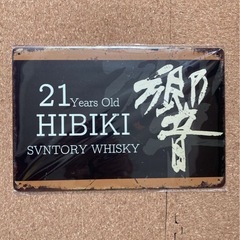 21 Years Old
HIBIKI
SVNTORY WHISKY
響